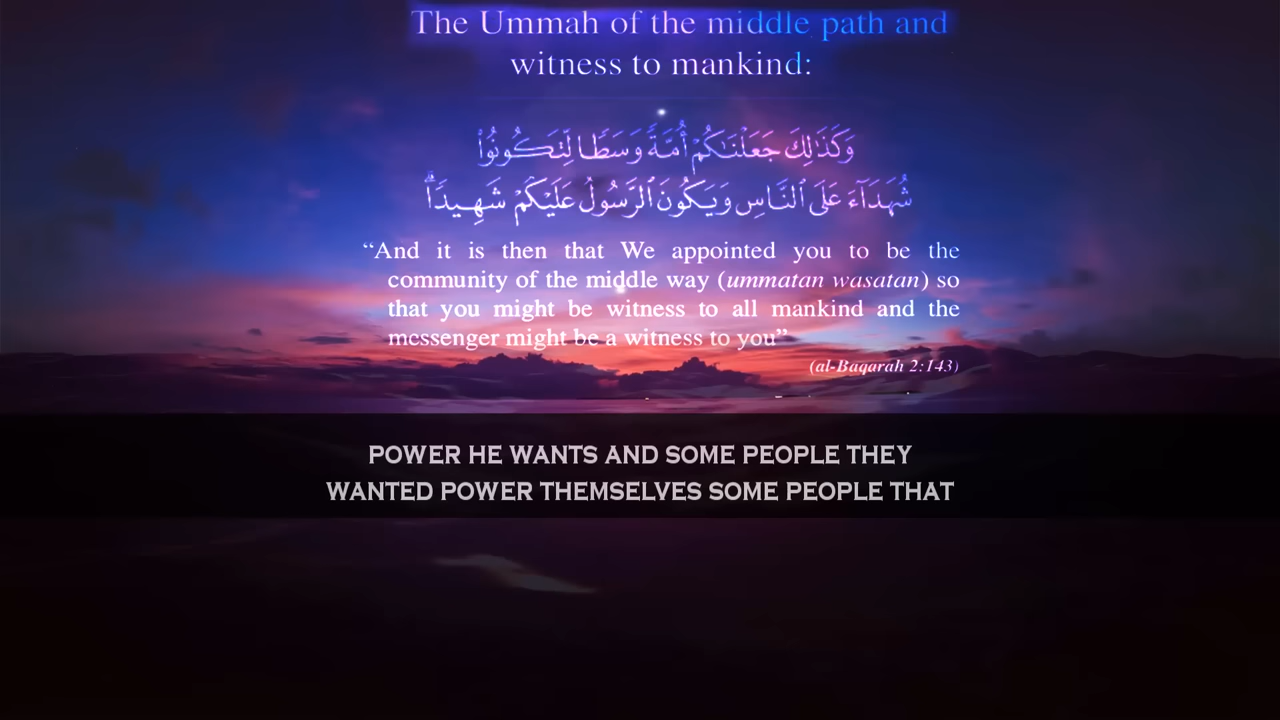 The Ummah of the middle path and
witness to mankind:
وَكَذَٰلِكَ جَعَلْنَـٰكُمْ أُمَّةً وَسَطًا لِّتَكُونُوا۟
شُهَدَآءَ عَلَى ٱلنَّاسِ وَيَكُونَ ٱلرَّسُولُ عَلَيْكُمْ شَهِيدًا ۗ
“And it is then that We appointed you to be the
community of the middle way (ummatan wasatan) so
that you might be witness to all mankind and the
mcssenger might be a witness to you”
(al-Baqarah 2:143)
POWER HE WANTS AND SOME PEOPLE THEY
WANTED POWER THEMSELVES SOME PEOPLE THAT